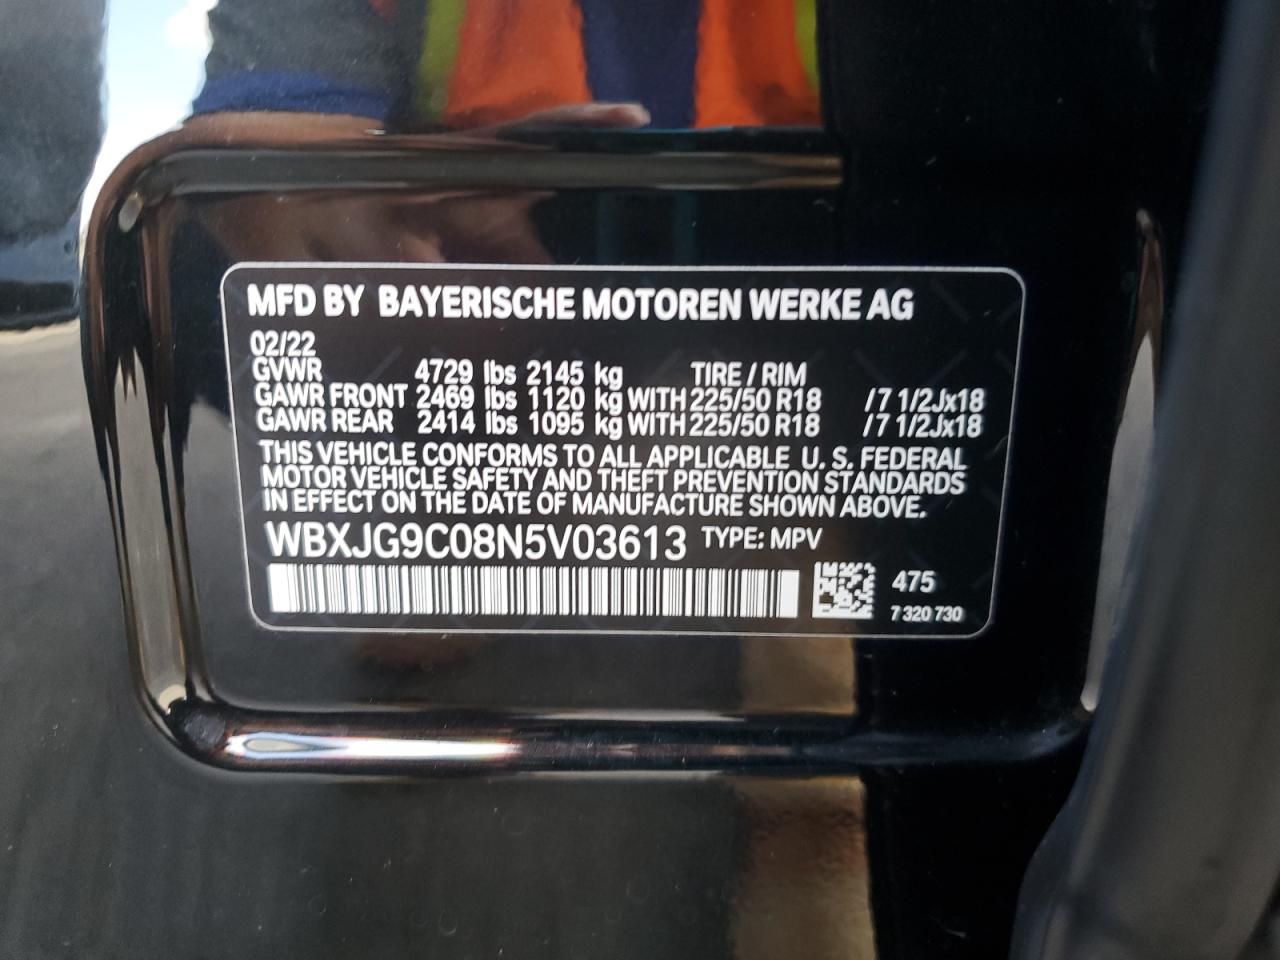 MFD BY BAYERISCHE MOTOREN WERKE AG
02/22
GVWR 4729 lbs 2145 kg TIRE / RIM
GAWR FRONT 2469 lbs 1120 kg WITH 225/50 R18 /7 1/2Jx18
GAWR REAR 2414 lbs 1095 kg WITH 225/50 R18 /7 1/2Jx18
THIS VEHICLE CONFORMS TO ALL APPLICABLE U. S. FEDERAL
MOTOR VEHICLE SAFETY AND THEFT PREVENTION STANDARDS
IN EFFECT ON THE DATE OF MANUFACTURE SHOWN ABOVE.
WBXJG9C08N5V03613 TYPE: MPV
475
7 320 730